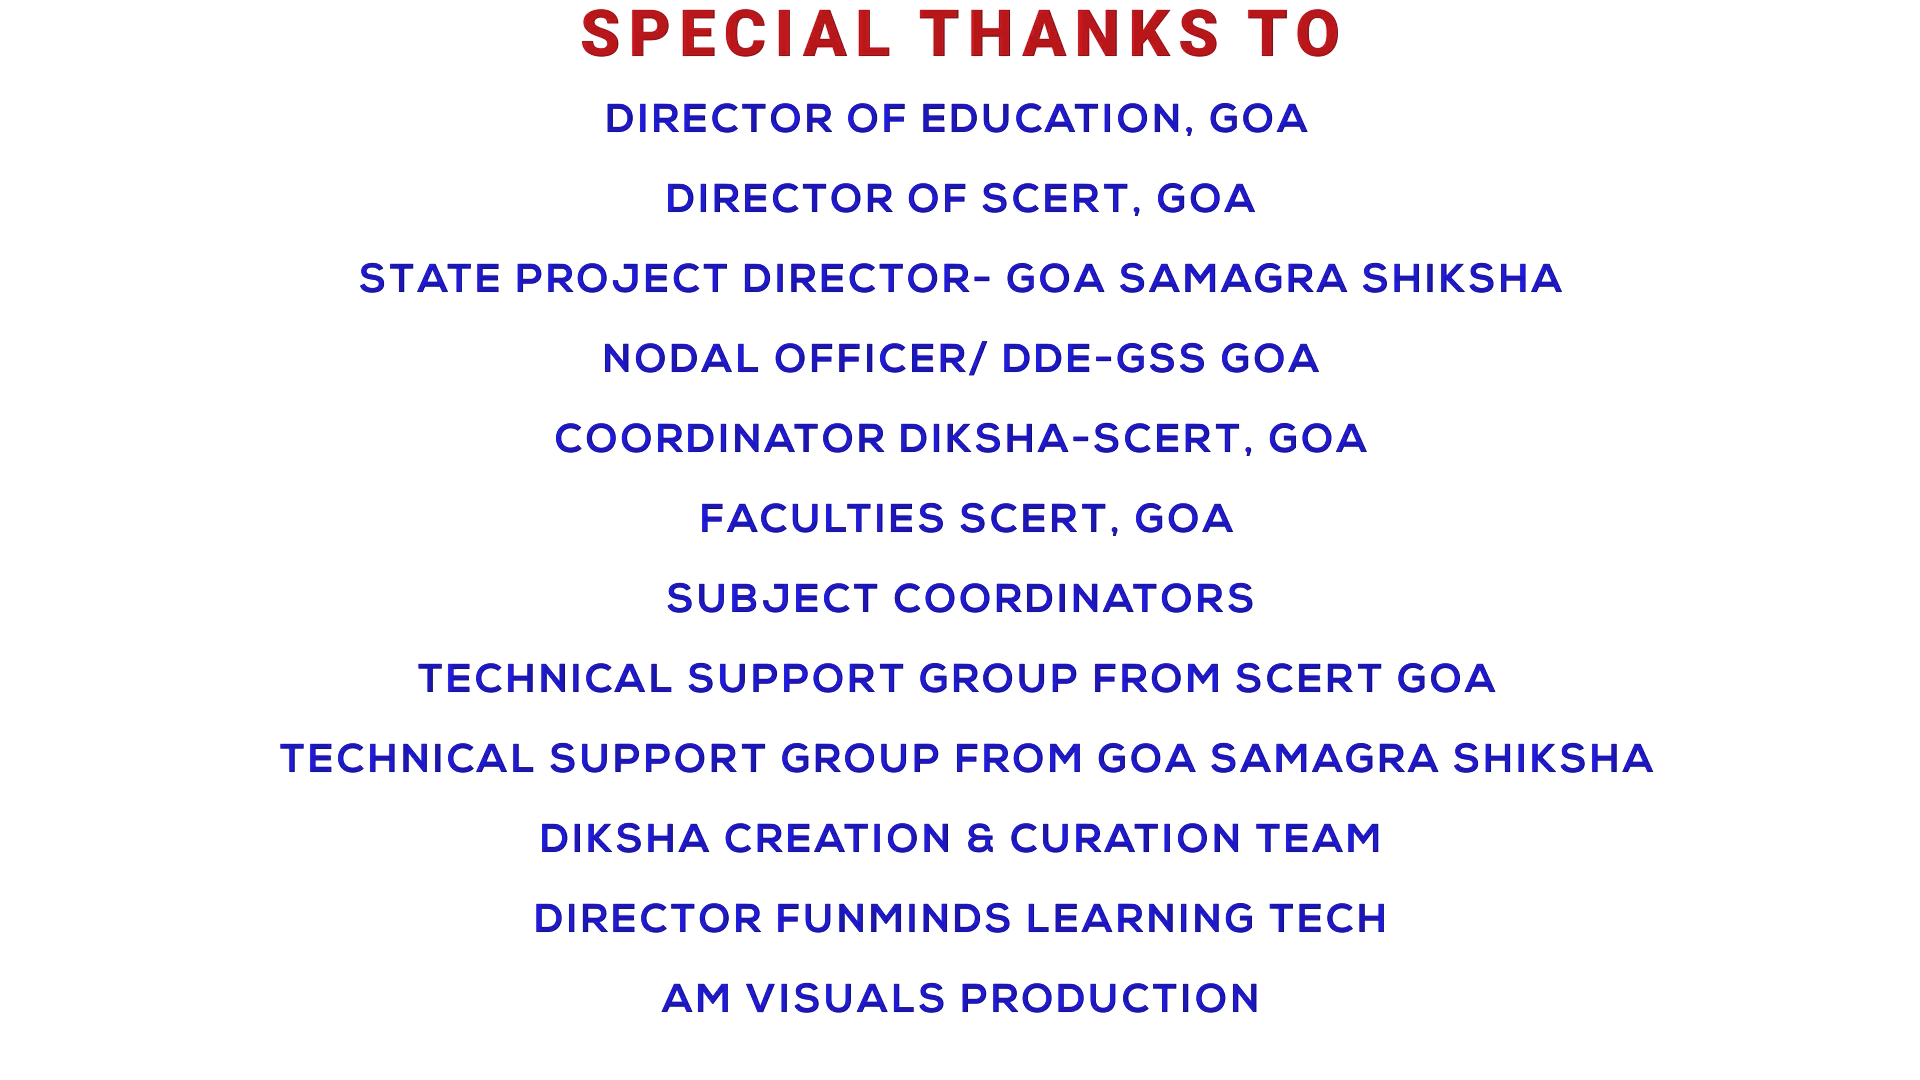 SPECIAL THANKS TO
DIRECTOR OF EDUCATION, GOA
DIRECTOR OF SCERT, GOA
STATE PROJECT DIRECTOR- GOA SAMAGRA SHIKSHA
NODAL OFFICER/ DDE-GSS GOA
COORDINATOR DIKSHA-SCERT, GOA
FACULTIES SCERT, GOA
SUBJECT COORDINATORS
TECHNICAL SUPPORT GROUP FROM SCERT GOA
TECHNICAL SUPPORT GROUP FROM GOA SAMAGRA SHIKSHA
DIKSHA CREATION & CURATION TEAM
DIRECTOR FUNMINDS LEARNING TECH
AM VISUALS PRODUCTION